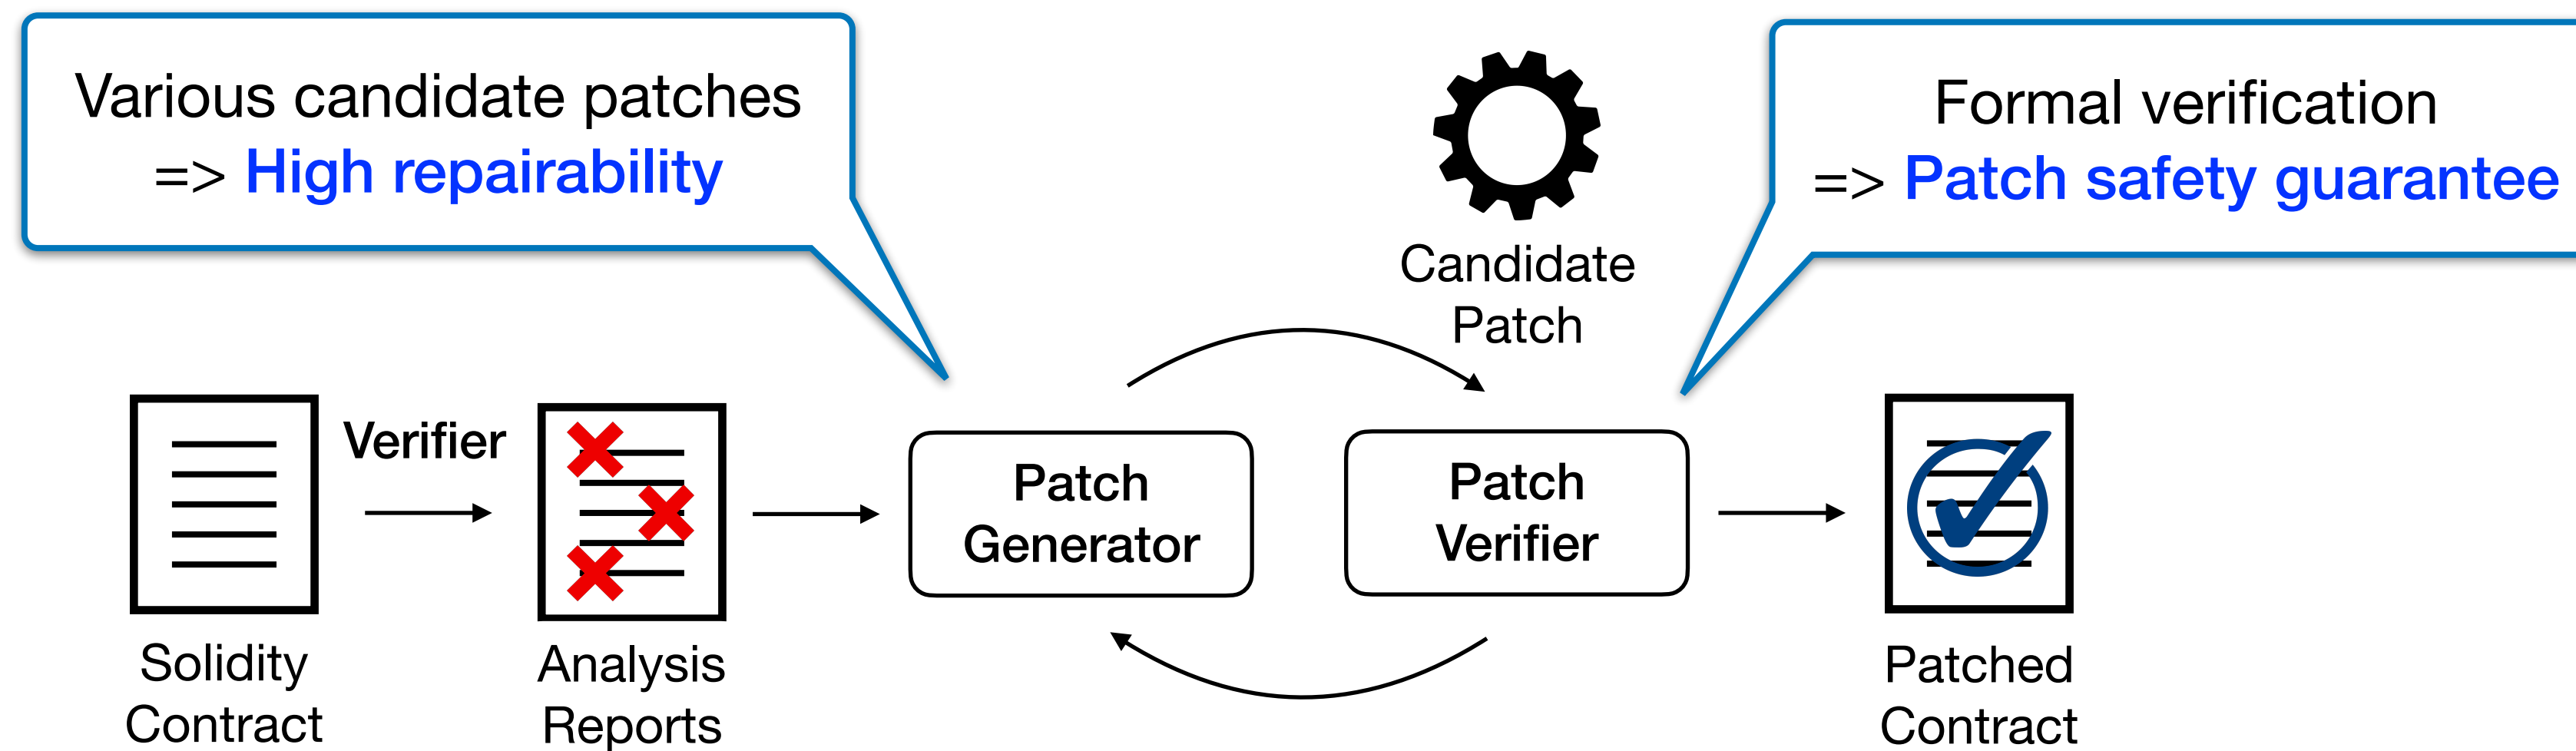 Various candidate patches
=> High repairability
Formal verification
=> Patch safety guarantee
Candidate
Patch
Verifier
Patch
Generator
Patch
Verifier
Solidity
Contract
Analysis
Reports
Patched
Contract